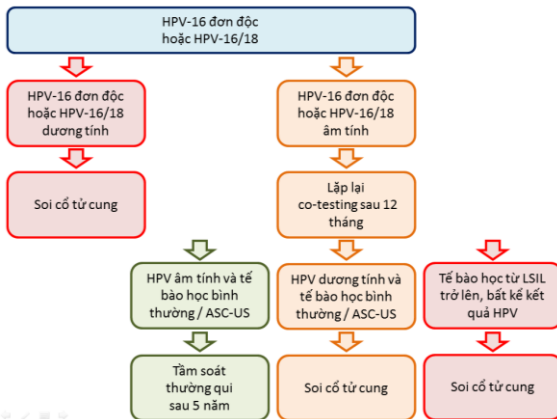 HPV-16 đơn độc
hoặc HPV-16/18
HPV-16 đơn độc
hoặc HPV-16/18
dương tính
HPV-16 đơn độc
hoặc HPV-16/18
âm tính
Soi cổ tử cung
Lặp lại
co-testing sau 12
tháng
HPV âm tính và tế
bào học bình
thường / ASC-US
HPV dương tính và
tế bào học bình
thường / ASC-US
Tế bào học từ LSIL
trở lên, bất kể kết
quả HPV
Tầm soát
thường qui
sau 5 năm
Soi cổ tử cung
Soi cổ tử cung